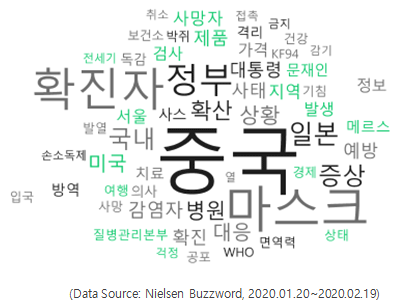 취소 사망자 접촉
보건소 박쥐 제품 격리 금지 건강
전세기 독감 검사 가격 KF94 감기
확진자 정부 대통령 문재인
사태 지역 기침 정보
서울 사스 확산 상황 발생
발열 국내 일본 메르스
손소독제 미국 중국 예방
치료 열 경제 증상
입국 방역 여행 의사
사망 감염자 병원 마스크
질병관리본부 확진 대응 면역력 상태
걱정 공포 WHO
(Data Source: Nielsen Buzzword, 2020.01.20~2020.02.19)